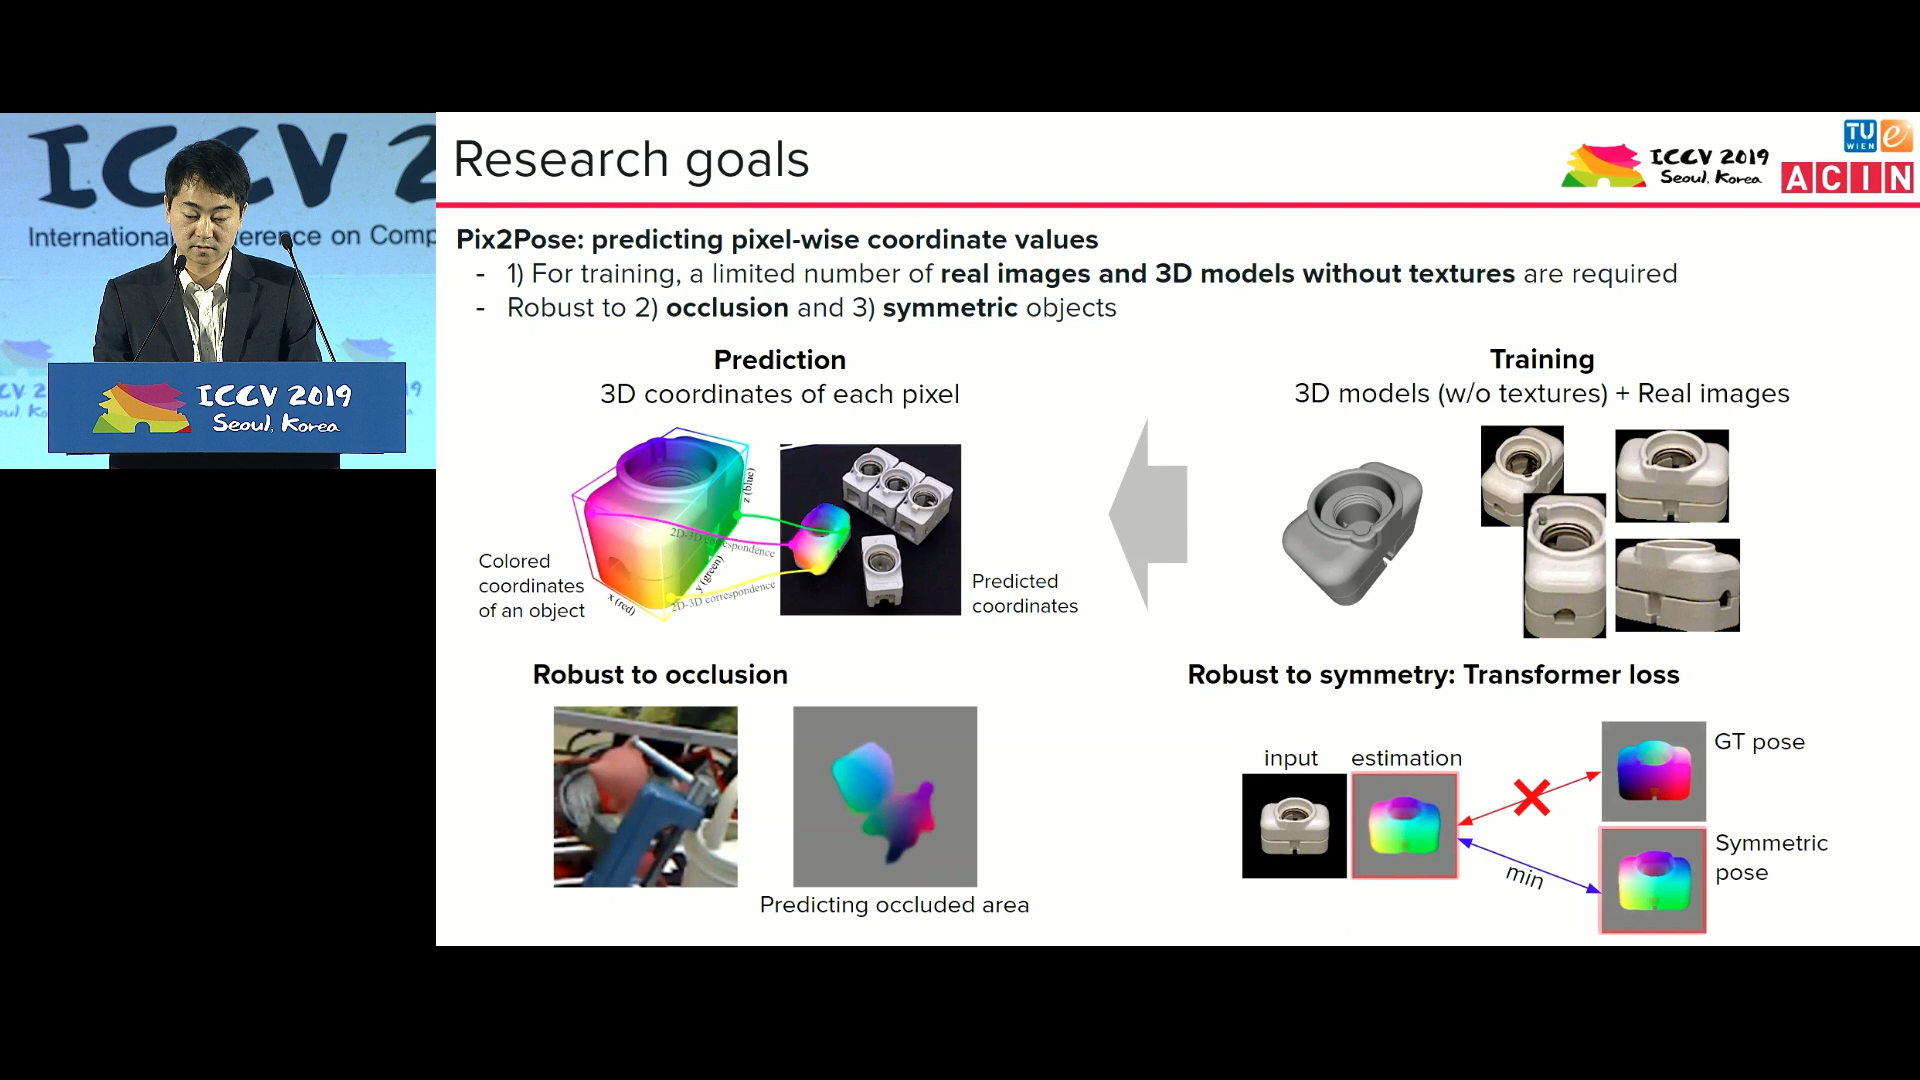 ICCV 2
International Conference on Comp
ICCV 2019
Seoul, Korea
Research goals
ICCV 2019
Seoul, Korea
TU
WIEN
e
ACIN
Pix2Pose: predicting pixel-wise coordinate values
- 1) For training, a limited number of real images and 3D models without textures are required
- Robust to 2) occlusion and 3) symmetric objects
Prediction
3D coordinates of each pixel
Colored
coordinates
of an object
x (red)
y (green)
z (blue)
2D-3D correspondence
2D-3D correspondence
Predicted
coordinates
Training
3D models (w/o textures) + Real images
Robust to occlusion
Predicting occluded area
Robust to symmetry: Transformer loss
input
estimation
GT pose
min
Symmetric
pose